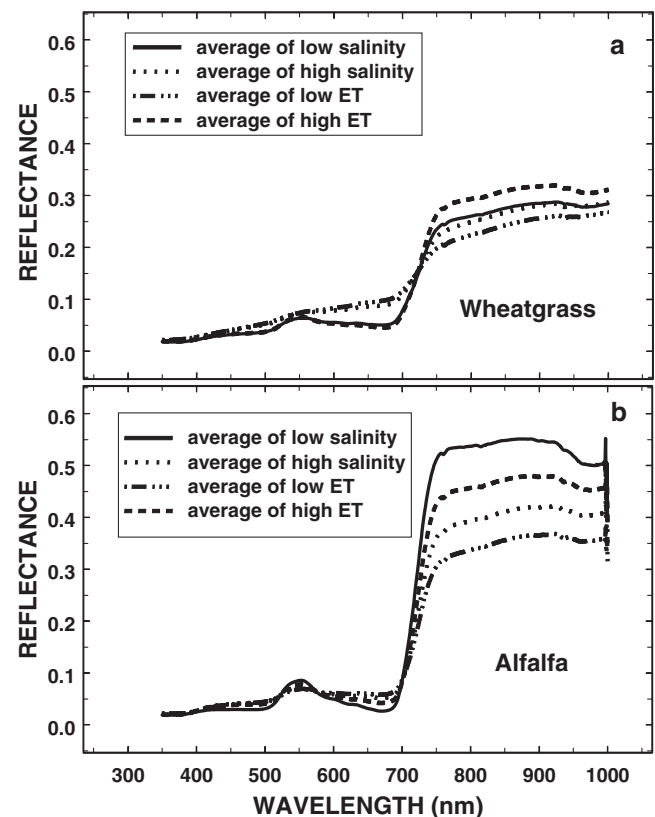 a
average of low salinity
average of high salinity
average of low ET
average of high ET
0.6
0.5
0.4
0.3
0.2
0.1
0.0
REFLECTANCE
Wheatgrass
b
average of low salinity
average of high salinity
average of low ET
average of high ET
0.6
0.5
0.4
0.3
0.2
0.1
0.0
REFLECTANCE
Alfalfa
300 400 500 600 700 800 900 1000
WAVELENGTH (nm)